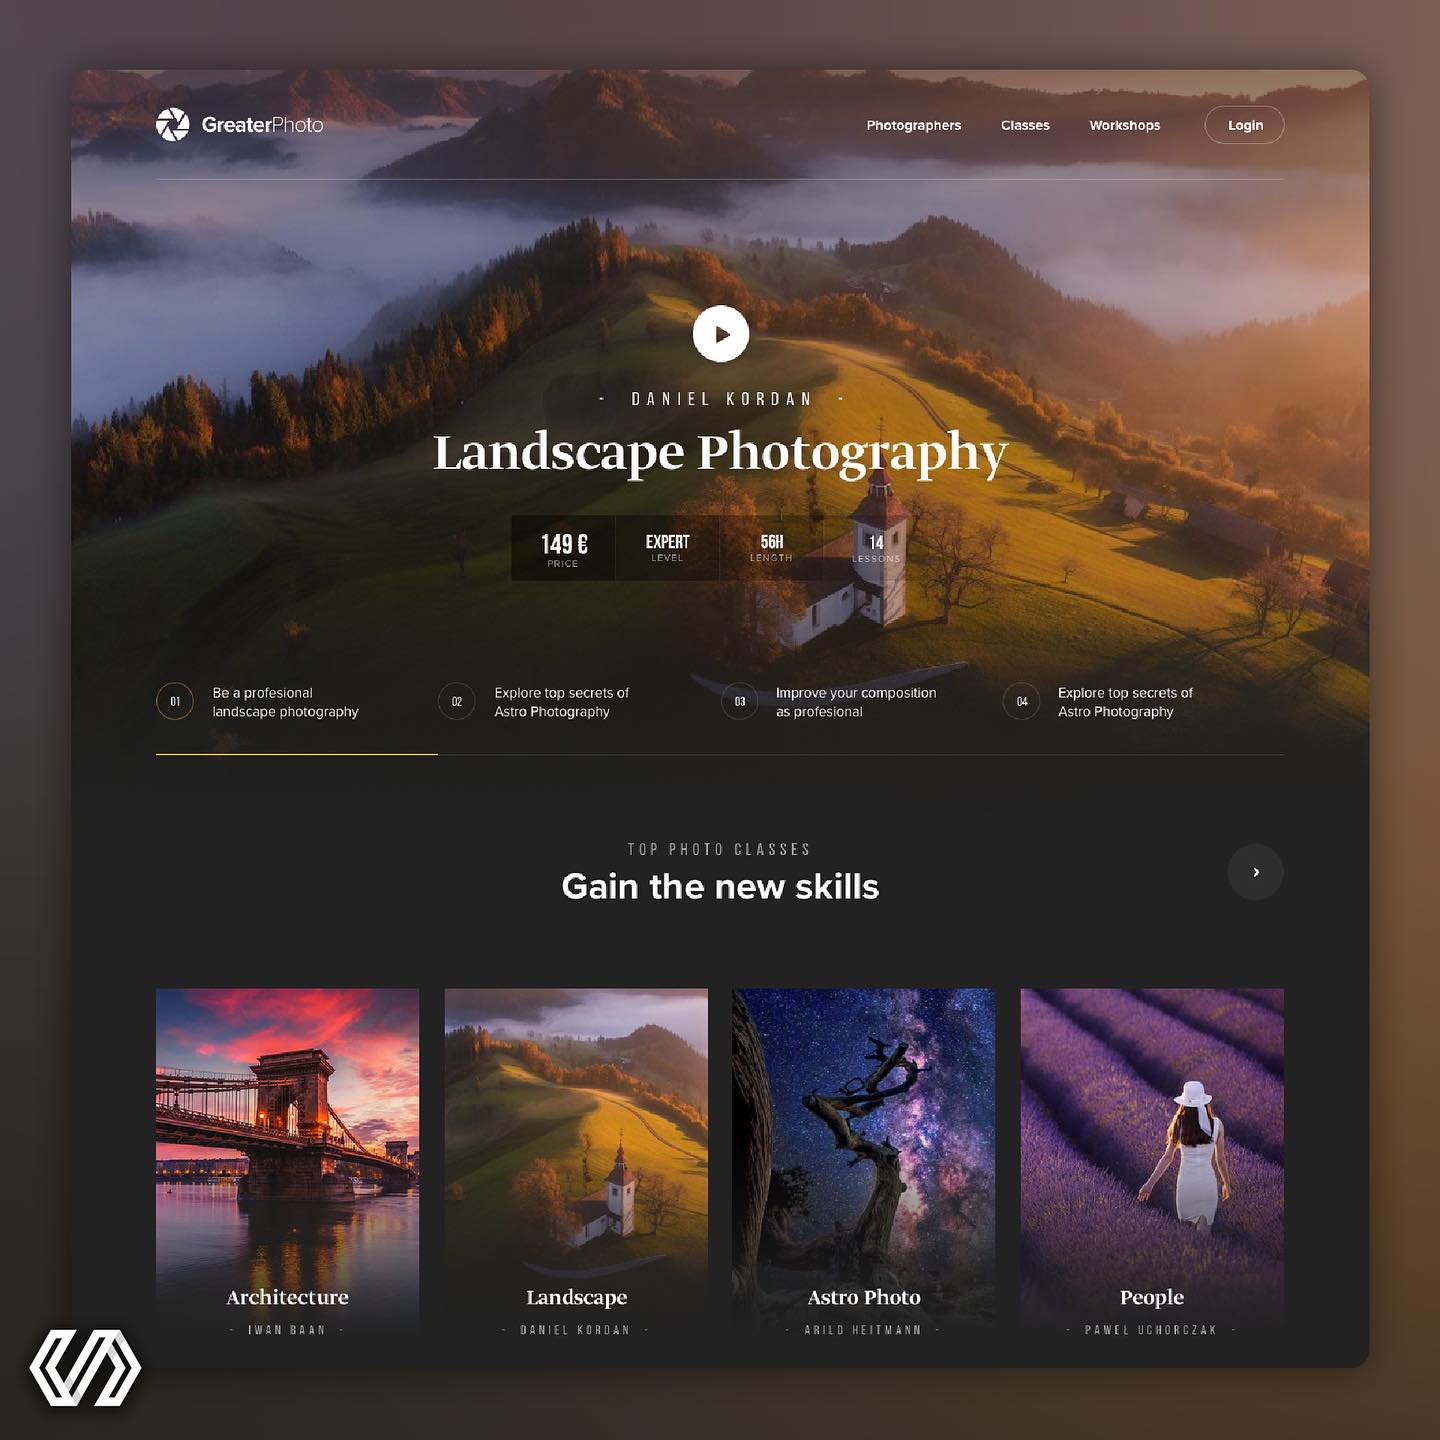 GreaterPhoto
Photographers
Classes
Workshops
Login
- DANIEL KORDAN -
Landscape Photography
149 €
PRICE
EXPERT
LEVEL
56H
LENGTH
14
LESSONS
01
Be a profesional
landscape photography
02
Explore top secrets of
Astro Photography
03
Improve your composition
as profesional
04
Explore top secrets of
Astro Photography
TOP PHOTO CLASSES
Gain the new skills
Architecture
- IWAN BAAN -
Landscape
- DANIEL KORDAN -
Astro Photo
- ARILD HEITMANN -
People
- PAWEŁ UCHORCZAK -